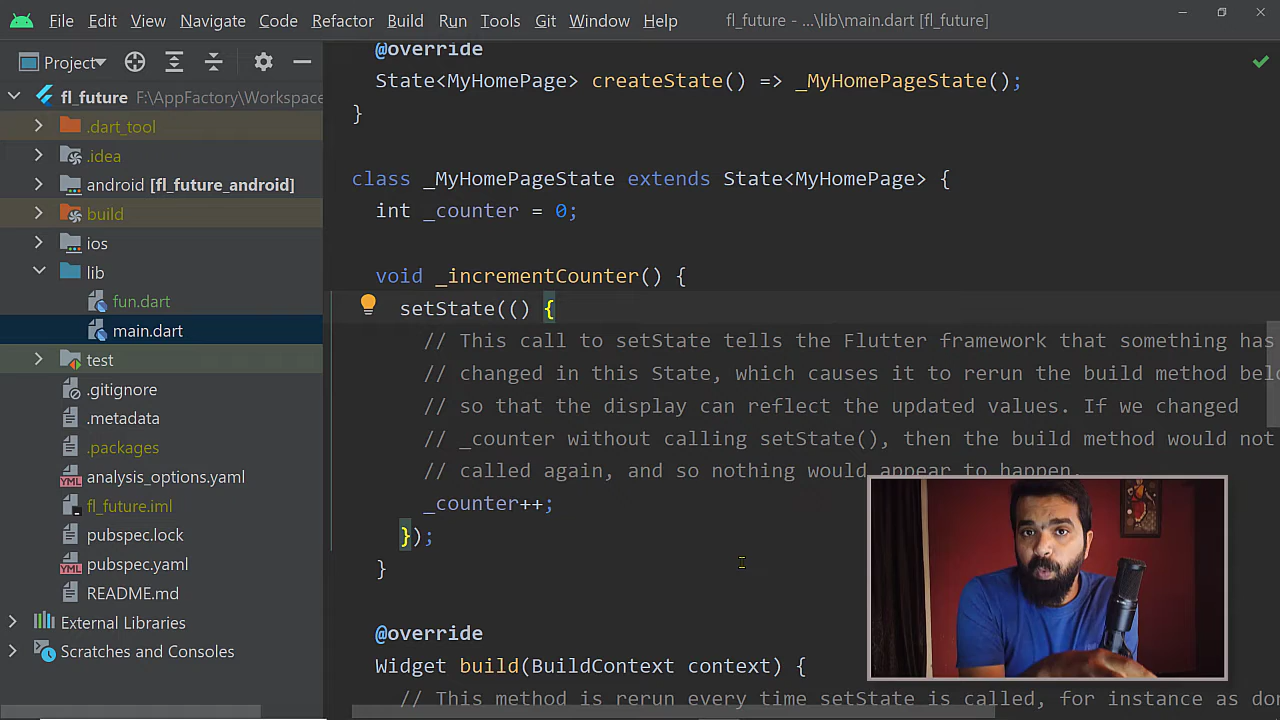 File Edit View Navigate Code Refactor Build Run Tools Git Window Help fl_future - ...\lib\main.dart [fl_future]
Project
fl_future F:\AppFactory\Workspace
.dart_tool
.idea
android [fl_future_android]
build
ios
lib
fun.dart
main.dart
test
.gitignore
.metadata
.packages
analysis_options.yaml
fl_future.iml
pubspec.lock
pubspec.yaml
README.md
External Libraries
Scratches and Consoles
@override
State<MyHomePage> createState() => _MyHomePageState();
}
class _MyHomePageState extends State<MyHomePage> {
int _counter = 0;
void _incrementCounter() {
setState(() {
// This call to setState tells the Flutter framework that something has
// changed in this State, which causes it to rerun the build method belo
// so that the display can reflect the updated values. If we changed
// _counter without calling setState(), then the build method would not
// called again, and so nothing would appear to happen.
_counter++;
});
}
@override
Widget build(BuildContext context) {
// This method is rerun every time setState is called, for instance as don